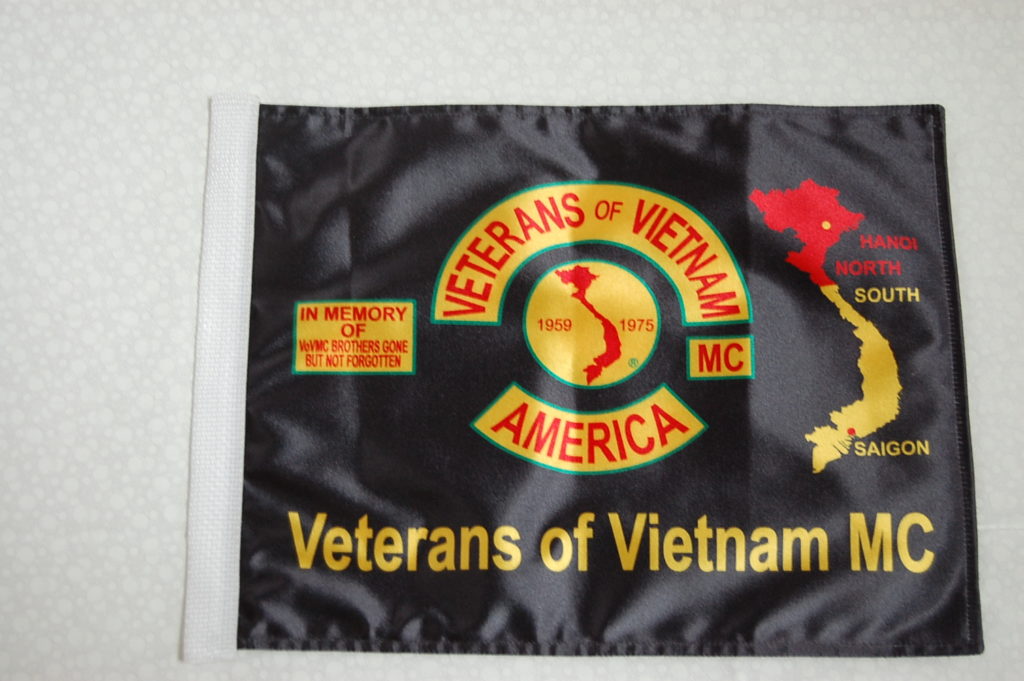 VETERANS OF VIETNAM
1959 1975
®
MC
AMERICA
IN MEMORY
OF
VoVMC BROTHERS GONE
BUT NOT FORGOTTEN
HANOI
NORTH
SOUTH
SAIGON
Veterans of Vietnam MC